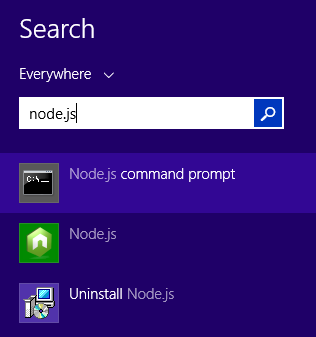 Search
Everywhere
node.js
Node.js command prompt
Node.js
Uninstall Node.js